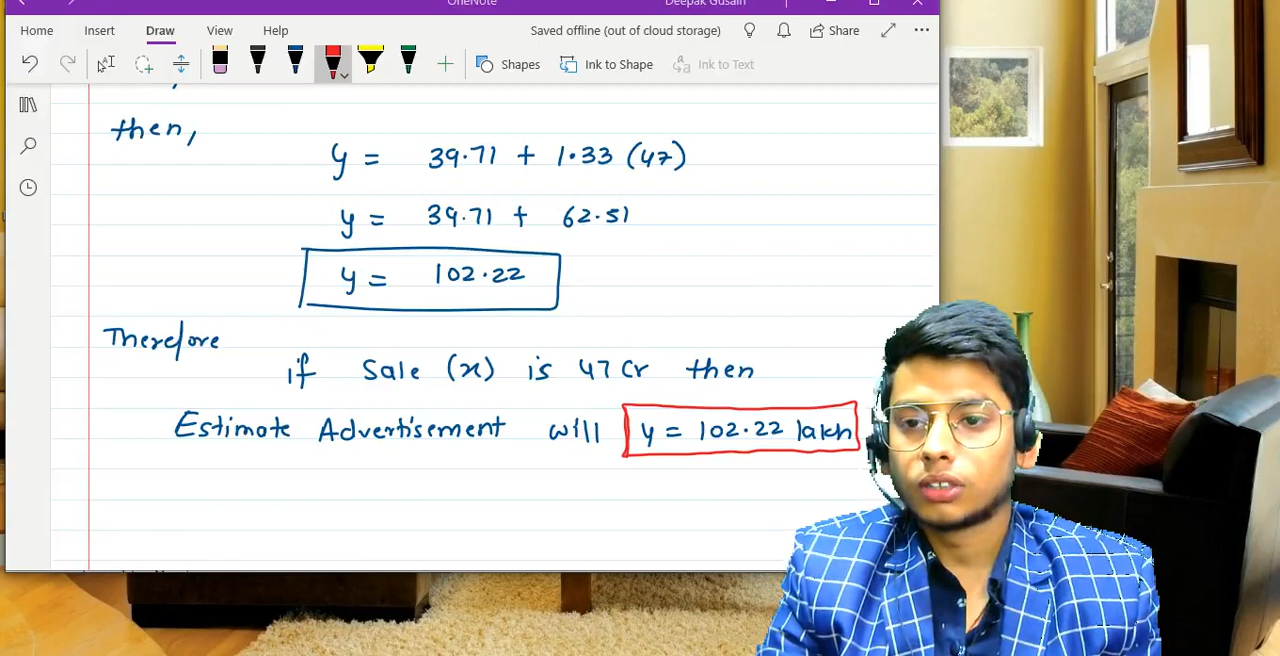 OneNote
Deepak Gusain
Home Insert Draw View Help
Saved offline (out of cloud storage)
Share
Shapes
Ink to Shape
Ink to Text
then,
y = 39.71 + 1.33 (47)
y = 39.71 + 62.51
y = 102.22
Therefore
if Sale (x) is 47 Cr then
Estimate Advertisement will y = 102.22 lakh